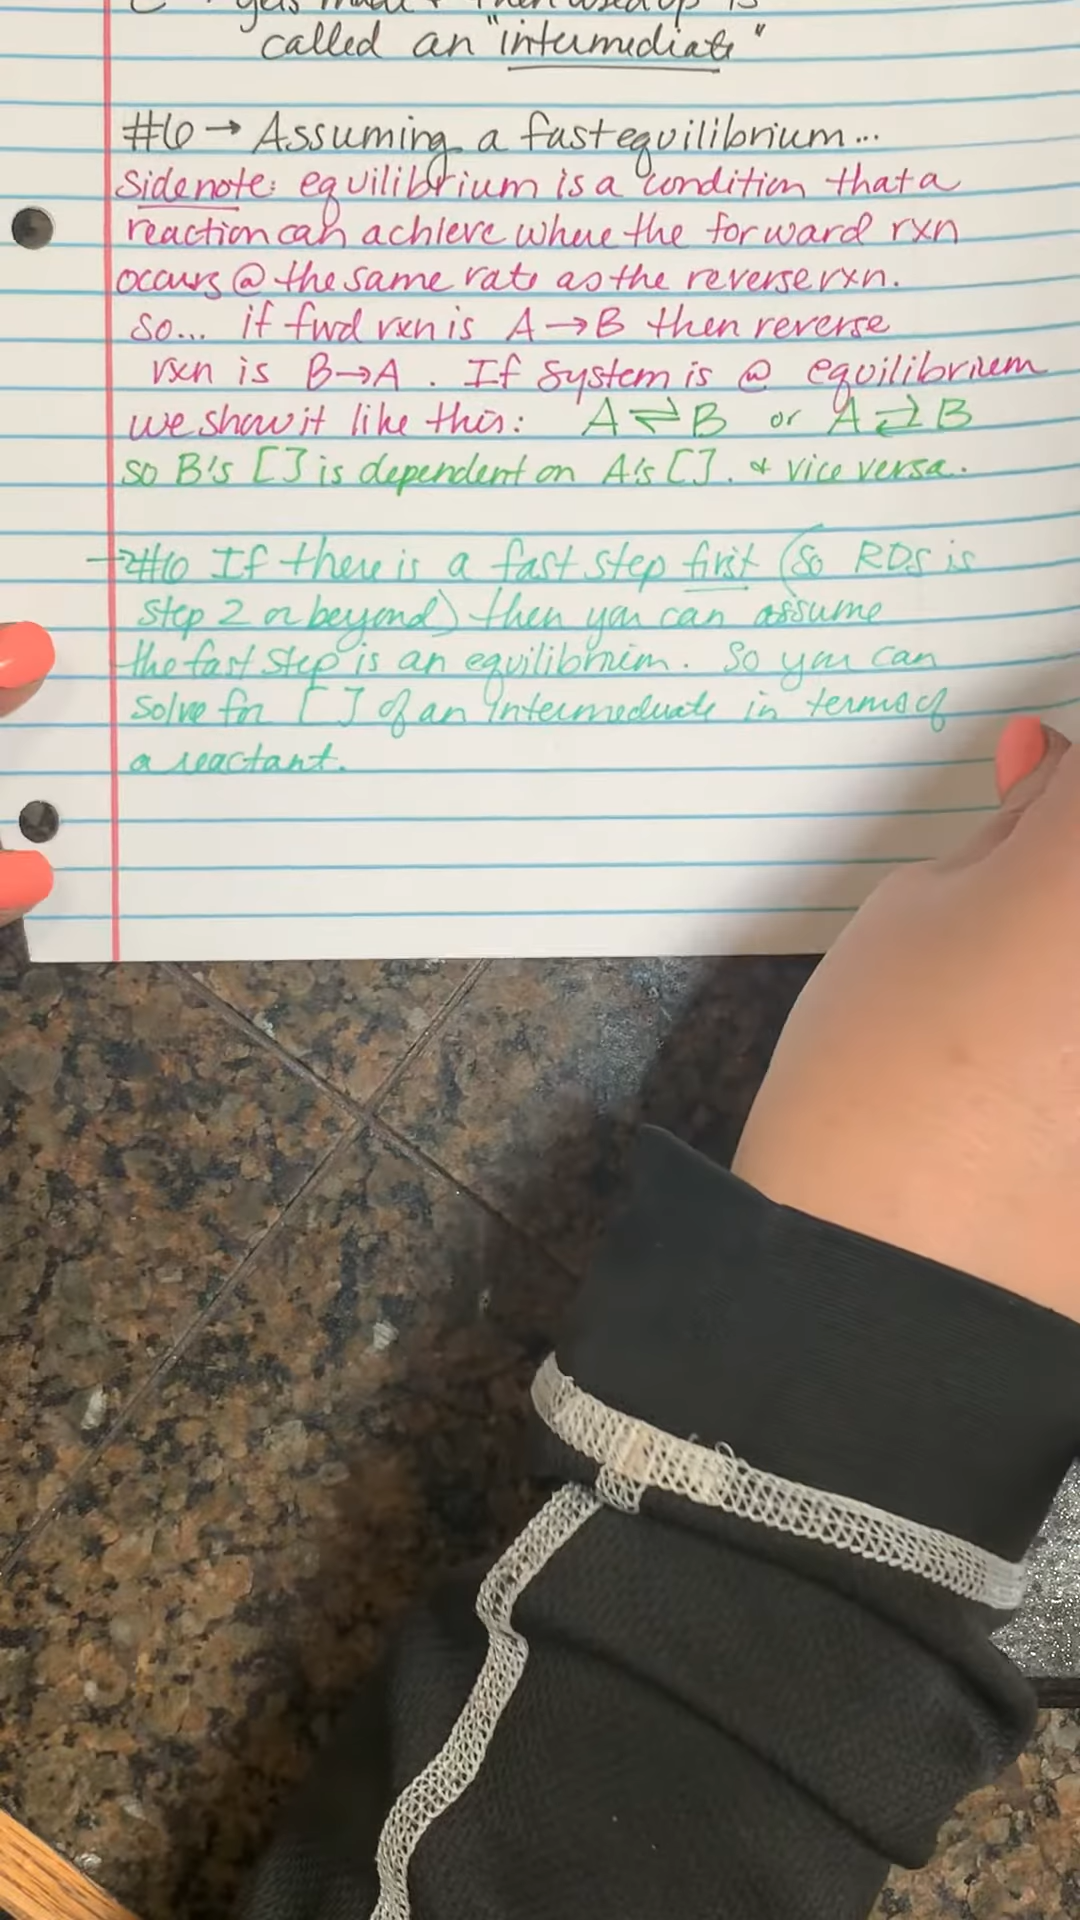 called an "intermediate"
#6 → Assuming a fast equilibrium...
Sidenote: equilibrium is a condition that a
reaction can achieve where the forward rxn
occurs @ the same rate as the reverse rxn.
So... if fwd rxn is A→B then reverse
rxn is B→A. If system is @ equilibrium
we show it like this: A⇌B or A⇄B
so B's [] is dependent on A's []. & vice versa.
→ #6 If there is a fast step first (so RDS is
step 2 or beyond) then you can assume
the fast step is an equilibrium. So you can
solve for [ ] of an intermediate in terms of
a reactant.